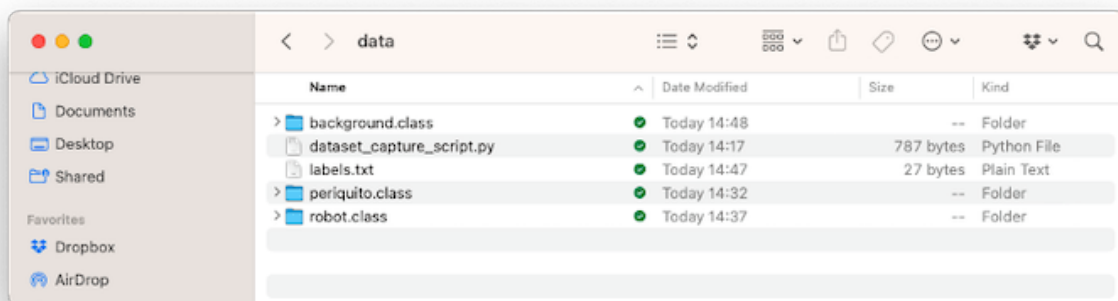 data
iCloud Drive
Documents
Desktop
Shared
Favorites
Dropbox
AirDrop
Name Date Modified Size Kind
background.class Today 14:48 -- Folder
dataset_capture_script.py Today 14:17 787 bytes Python File
labels.txt Today 14:47 27 bytes Plain Text
periquito.class Today 14:32 -- Folder
robot.class Today 14:37 -- Folder